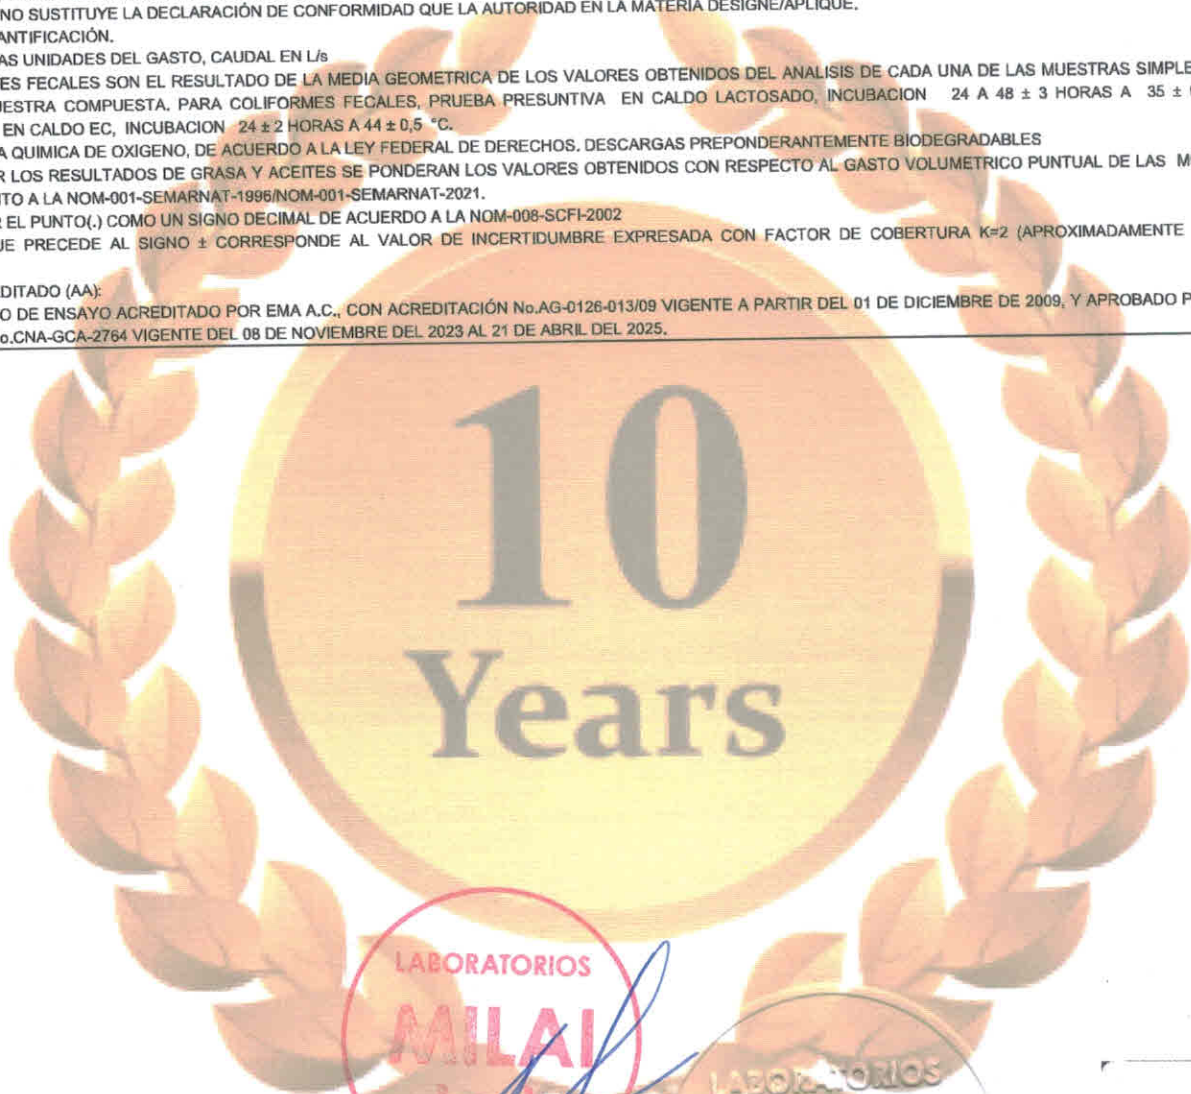 NO SUSTITUYE LA DECLARACIÓN DE CONFORMIDAD QUE LA AUTORIDAD EN LA MATERIA DESIGNE/APLIQUE.
ANTIFICACIÓN.
AS UNIDADES DEL GASTO, CAUDAL EN L/s
ES FECALES SON EL RESULTADO DE LA MEDIA GEOMETRICA DE LOS VALORES OBTENIDOS DEL ANALISIS DE CADA UNA DE LAS MUESTRAS SIMPLE
UESTRA COMPUESTA. PARA COLIFORMES FECALES, PRUEBA PRESUNTIVA EN CALDO LACTOSADO, INCUBACION 24 A 48 ± 3 HORAS A 35 ±
EN CALDO EC, INCUBACION 24 ± 2 HORAS A 44 ± 0,5 °C.
A QUIMICA DE OXÍGENO, DE ACUERDO A LA LEY FEDERAL DE DERECHOS. DESCARGAS PREPONDERANTEMENTE BIODEGRADABLES
R LOS RESULTADOS DE GRASA Y ACEITES SE PONDERAN LOS VALORES OBTENIDOS CON RESPECTO AL GASTO VOLUMETRICO PUNTUAL DE LAS M
TO A LA NOM-001-SEMARNAT-1996/NOM-001-SEMARNAT-2021.
R EL PUNTO(.) COMO UN SIGNO DECIMAL DE ACUERDO A LA NOM-008-SCFI-2002
UE PRECEDE AL SIGNO ± CORRESPONDE AL VALOR DE INCERTIDUMBRE EXPRESADA CON FACTOR DE COBERTURA K=2 (APROXIMADAMENTE
DITADO (AA):
O DE ENSAYO ACREDITADO POR EMA A.C., CON ACREDITACIÓN No.AG-0126-013/09 VIGENTE A PARTIR DEL 01 DE DICIEMBRE DE 2009, Y APROBADO P
o.CNA-GCA-2764 VIGENTE DEL 08 DE NOVIEMBRE DEL 2023 AL 21 DE ABRIL DEL 2025.
10
Years
LABORATORIOS
MILAI
LABORATORIOS